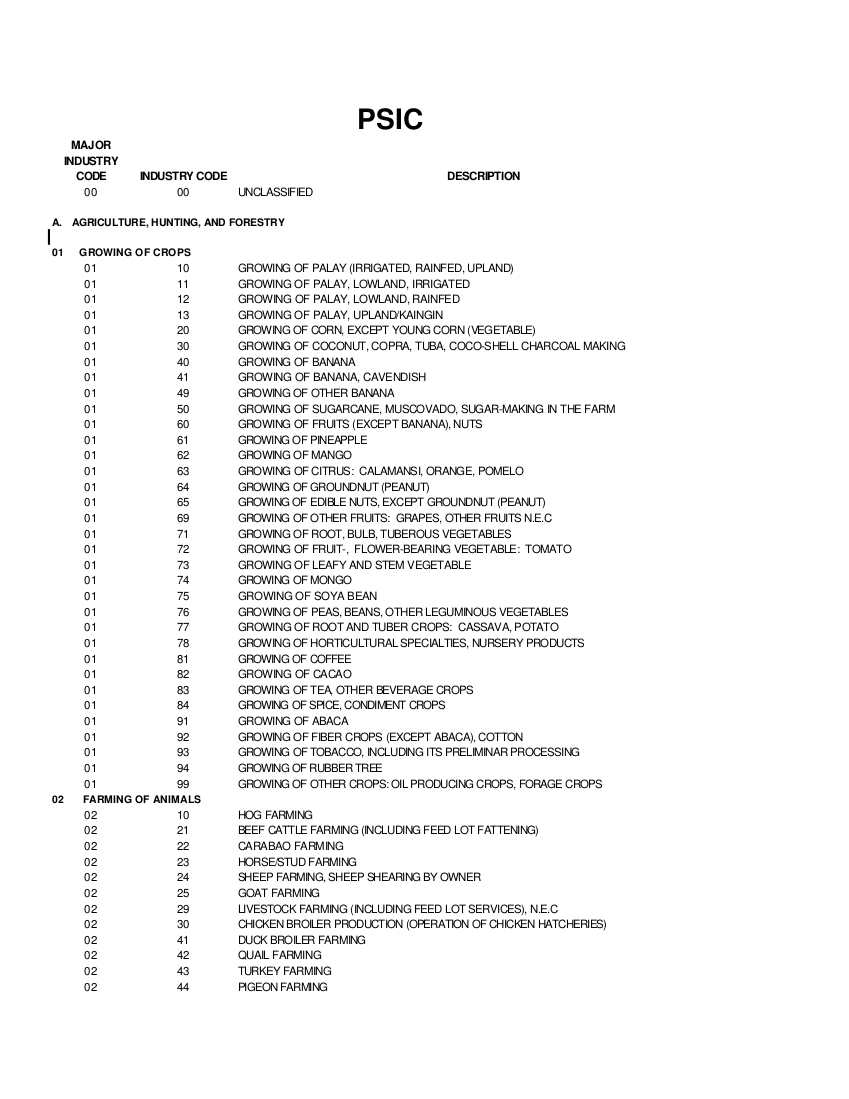 PSIC
MAJOR
INDUSTRY
CODE INDUSTRY CODE DESCRIPTION
00 00 UNCLASSIFIED
A. AGRICULTURE, HUNTING, AND FORESTRY
01 GROWING OF CROPS
01 10 GROWING OF PALAY (IRRIGATED, RAINFED, UPLAND)
01 11 GROWING OF PALAY, LOWLAND, IRRIGATED
01 12 GROWING OF PALAY, LOWLAND, RAINFED
01 13 GROWING OF PALAY, UPLAND/KAINGIN
01 20 GROWING OF CORN, EXCEPT YOUNG CORN (VEGETABLE)
01 30 GROWING OF COCONUT, COPRA, TUBA, COCO-SHELL CHARCOAL MAKING
01 40 GROWING OF BANANA
01 41 GROWING OF BANANA, CAVENDISH
01 49 GROWING OF OTHER BANANA
01 50 GROWING OF SUGARCANE, MUSCOVADO, SUGAR-MAKING IN THE FARM
01 60 GROWING OF FRUITS (EXCEPT BANANA), NUTS
01 61 GROWING OF PINEAPPLE
01 62 GROWING OF MANGO
01 63 GROWING OF CITRUS: CALAMANSI, ORANGE, POMELO
01 64 GROWING OF GROUNDNUT (PEANUT)
01 65 GROWING OF EDIBLE NUTS, EXCEPT GROUNDNUT (PEANUT)
01 69 GROWING OF OTHER FRUITS: GRAPES, OTHER FRUITS N.E.C
01 71 GROWING OF ROOT, BULB, TUBEROUS VEGETABLES
01 72 GROWING OF FRUIT-, FLOWER-BEARING VEGETABLE: TOMATO
01 73 GROWING OF LEAFY AND STEM VEGETABLE
01 74 GROWING OF MONGO
01 75 GROWING OF SOYA BEAN
01 76 GROWING OF PEAS, BEANS, OTHER LEGUMINOUS VEGETABLES
01 77 GROWING OF ROOT AND TUBER CROPS: CASSAVA, POTATO
01 78 GROWING OF HORTICULTURAL SPECIALTIES, NURSERY PRODUCTS
01 81 GROWING OF COFFEE
01 82 GROWING OF CACAO
01 83 GROWING OF TEA, OTHER BEVERAGE CROPS
01 84 GROWING OF SPICE, CONDIMENT CROPS
01 91 GROWING OF ABACA
01 92 GROWING OF FIBER CROPS (EXCEPT ABACA), COTTON
01 93 GROWING OF TOBACCO, INCLUDING ITS PRELIMINAR PROCESSING
01 94 GROWING OF RUBBER TREE
01 99 GROWING OF OTHER CROPS: OIL PRODUCING CROPS, FORAGE CROPS
02 FARMING OF ANIMALS
02 10 HOG FARMING
02 21 BEEF CATTLE FARMING (INCLUDING FEED LOT FATTENING)
02 22 CARABAO FARMING
02 23 HORSE/STUD FARMING
02 24 SHEEP FARMING, SHEEP SHEARING BY OWNER
02 25 GOAT FARMING
02 29 LIVESTOCK FARMING (INCLUDING FEED LOT SERVICES), N.E.C
02 30 CHICKEN BROILER PRODUCTION (OPERATION OF CHICKEN HATCHERIES)
02 41 DUCK BROILER FARMING
02 42 QUAIL FARMING
02 43 TURKEY FARMING
02 44 PIGEON FARMING